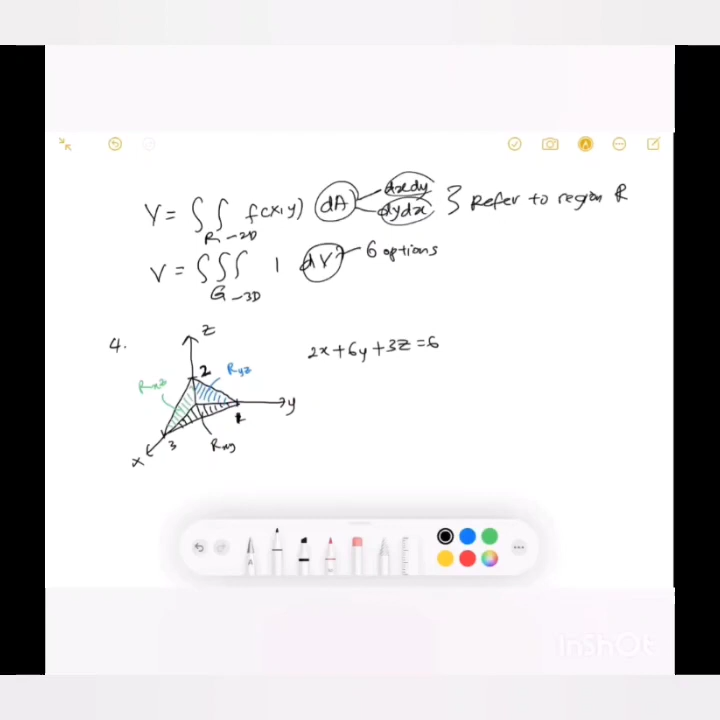 V = ∫∫ f(x,y) dA dxdy } Refer to region R
dydx
R → 2D
V = ∫∫∫ 1 dV → 6 options
G → 3D
4. z
2x+6y+3z=6
2 Ryz
Rxz
1 y
3 Rxy
x
A
InShOt